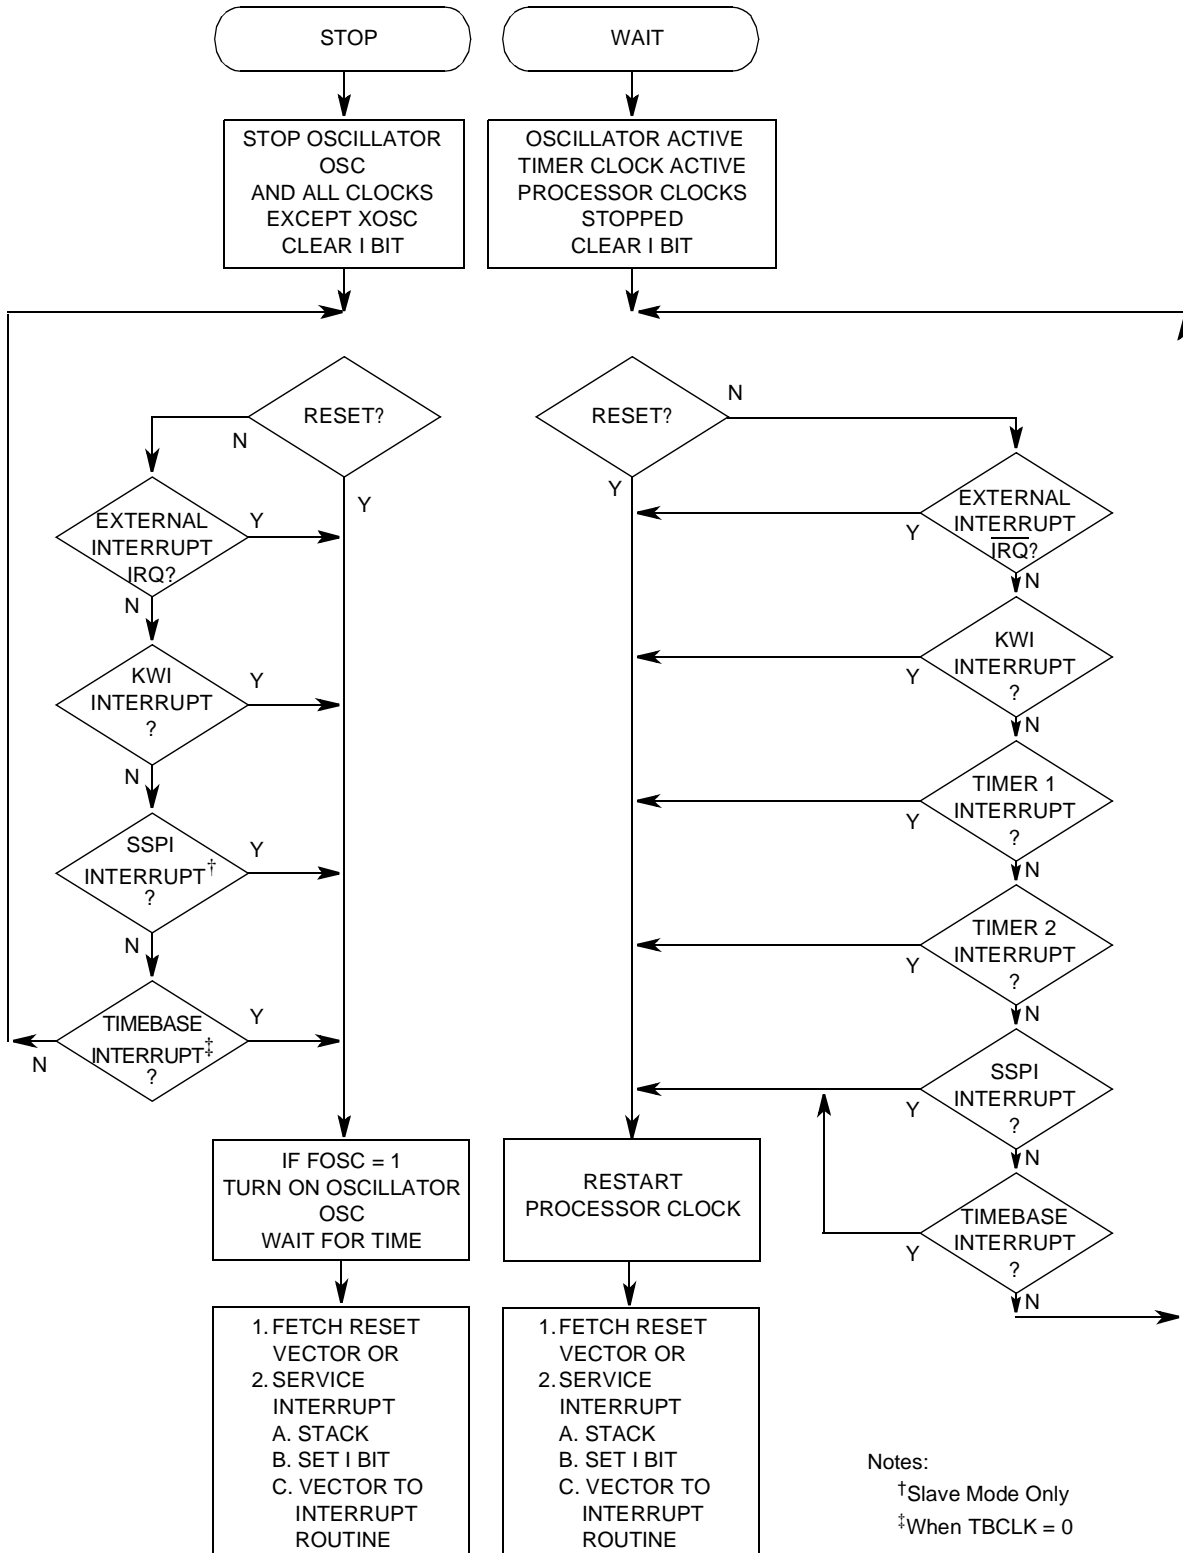 STOP
WAIT
STOP OSCILLATOR
OSC
AND ALL CLOCKS
EXCEPT XOSC
CLEAR I BIT
OSCILLATOR ACTIVE
TIMER CLOCK ACTIVE
PROCESSOR CLOCKS
STOPPED
CLEAR I BIT
RESET?
N
Y
EXTERNAL
INTERRUPT
IRQ?
Y
N
KWI
INTERRUPT
?
Y
N
SSPI
INTERRUPT†
?
Y
N
TIMEBASE
INTERRUPT‡
?
Y
N
IF FOSC = 1
TURN ON OSCILLATOR
OSC
WAIT FOR TIME
1. FETCH RESET
VECTOR OR
2. SERVICE
INTERRUPT
A. STACK
B. SET I BIT
C. VECTOR TO
INTERRUPT
ROUTINE
RESET?
N
Y
EXTERNAL
INTERRUPT
IRQ?
Y
N
KWI
INTERRUPT
?
Y
N
TIMER 1
INTERRUPT
?
Y
N
TIMER 2
INTERRUPT
?
Y
N
SSPI
INTERRUPT
?
Y
N
TIMEBASE
INTERRUPT
?
Y
N
RESTART
PROCESSOR CLOCK
1. FETCH RESET
VECTOR OR
2. SERVICE
INTERRUPT
A. STACK
B. SET I BIT
C. VECTOR TO
INTERRUPT
ROUTINE
Notes:
†Slave Mode Only
‡When TBCLK = 0